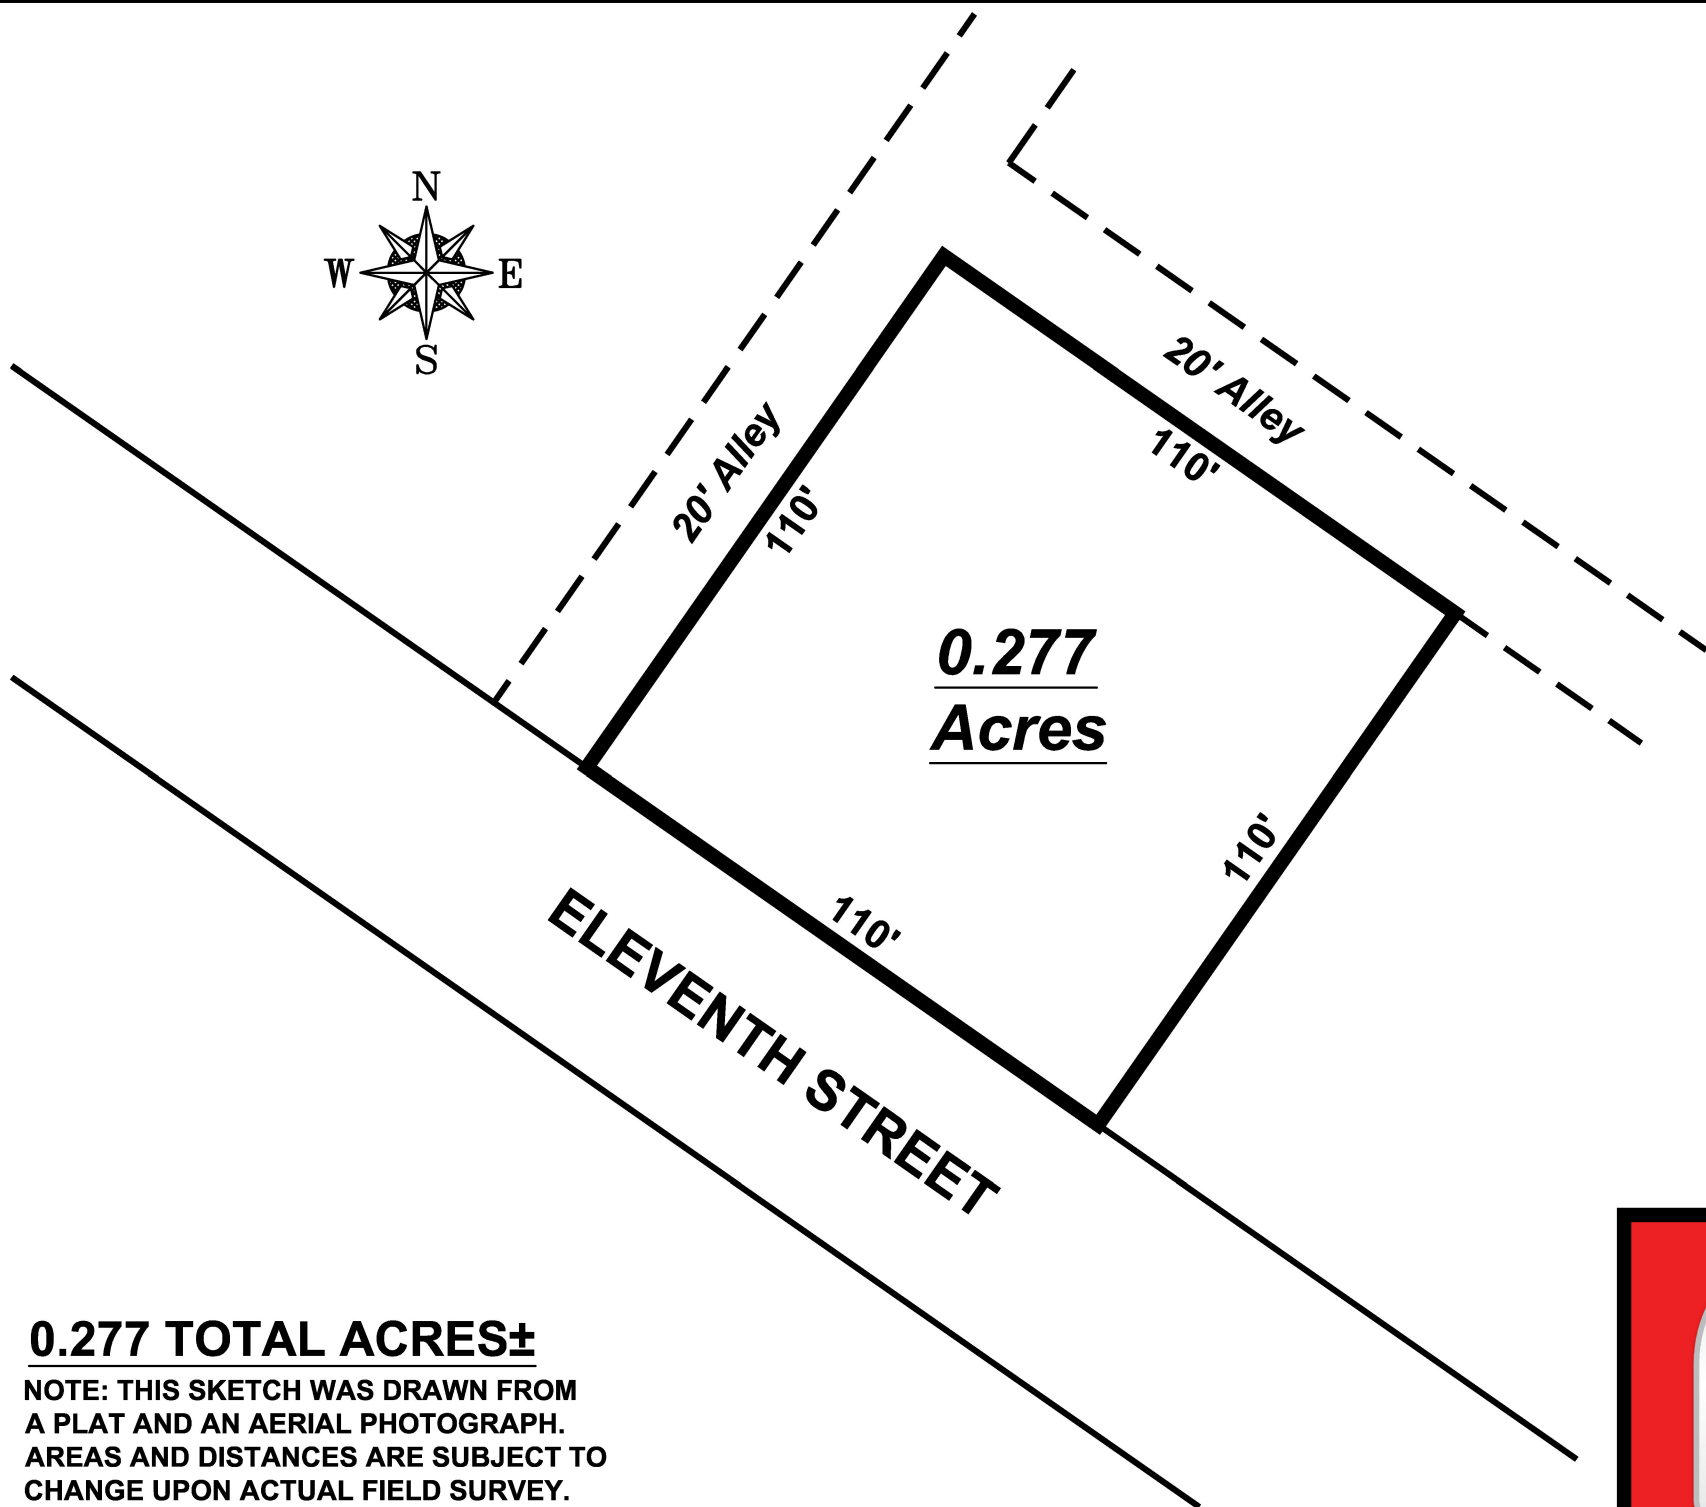 N
W
E
S
20' Alley
110'
20' Alley
110'
0.277
Acres
110'
110'
ELEVENTH STREET
0.277 TOTAL ACRES±
NOTE: THIS SKETCH WAS DRAWN FROM
A PLAT AND AN AERIAL PHOTOGRAPH.
AREAS AND DISTANCES ARE SUBJECT TO
CHANGE UPON ACTUAL FIELD SURVEY.